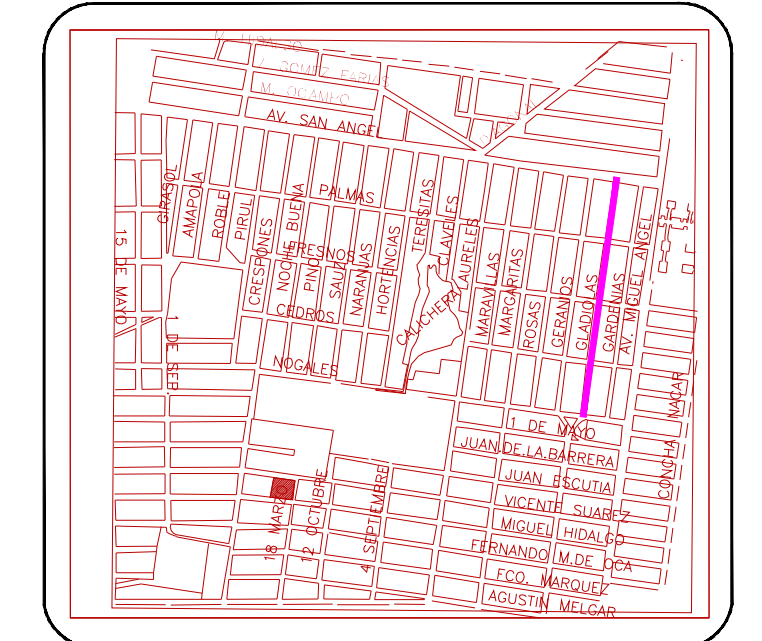 GOMEZ FARIAS
M. OCAMPO
AV. SAN ANGEL
PALMAS
GIRASOL
AMAPOLA
ROBLE
PIRUL
CRESPONES
NOCHE BUENA
PINO
SAUZ
NARANJAS
HORTENCIAS
TERESITAS
CLAVELES
LAURELES
MARAVILLAS
MARGARITAS
ROSAS
GERANIOS
GLADIOLAS
GARDENIAS
AV. MIGUEL ANGEL
FRESNOS
CEDROS
NOGALES
CALICHERA
15 DE MAYO
1 DE SEP.
CONCHA NACAR
1 DE MAYO
JUAN.DE.LA.BARRERA
JUAN ESCUTIA
VICENTE SUAREZ
MIGUEL HIDALGO
FERNANDO M.DE OCA
FCO. MARQUEZ
AGUSTIN MELGAR
18 MARZO
12 OCTUBRE
4 SEPTIEMBRE